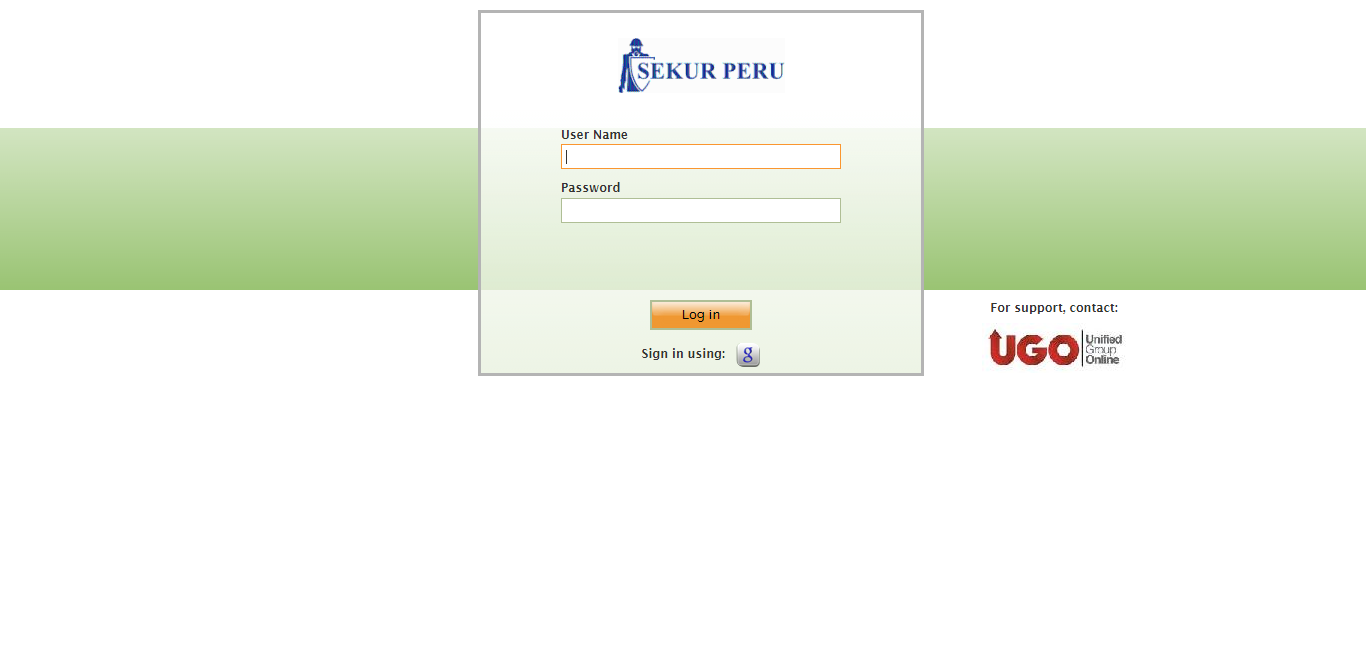 SEKUR PERU
User Name
Password
Log in
Sign in using: g
For support, contact:
UGO Unified
Group
Online